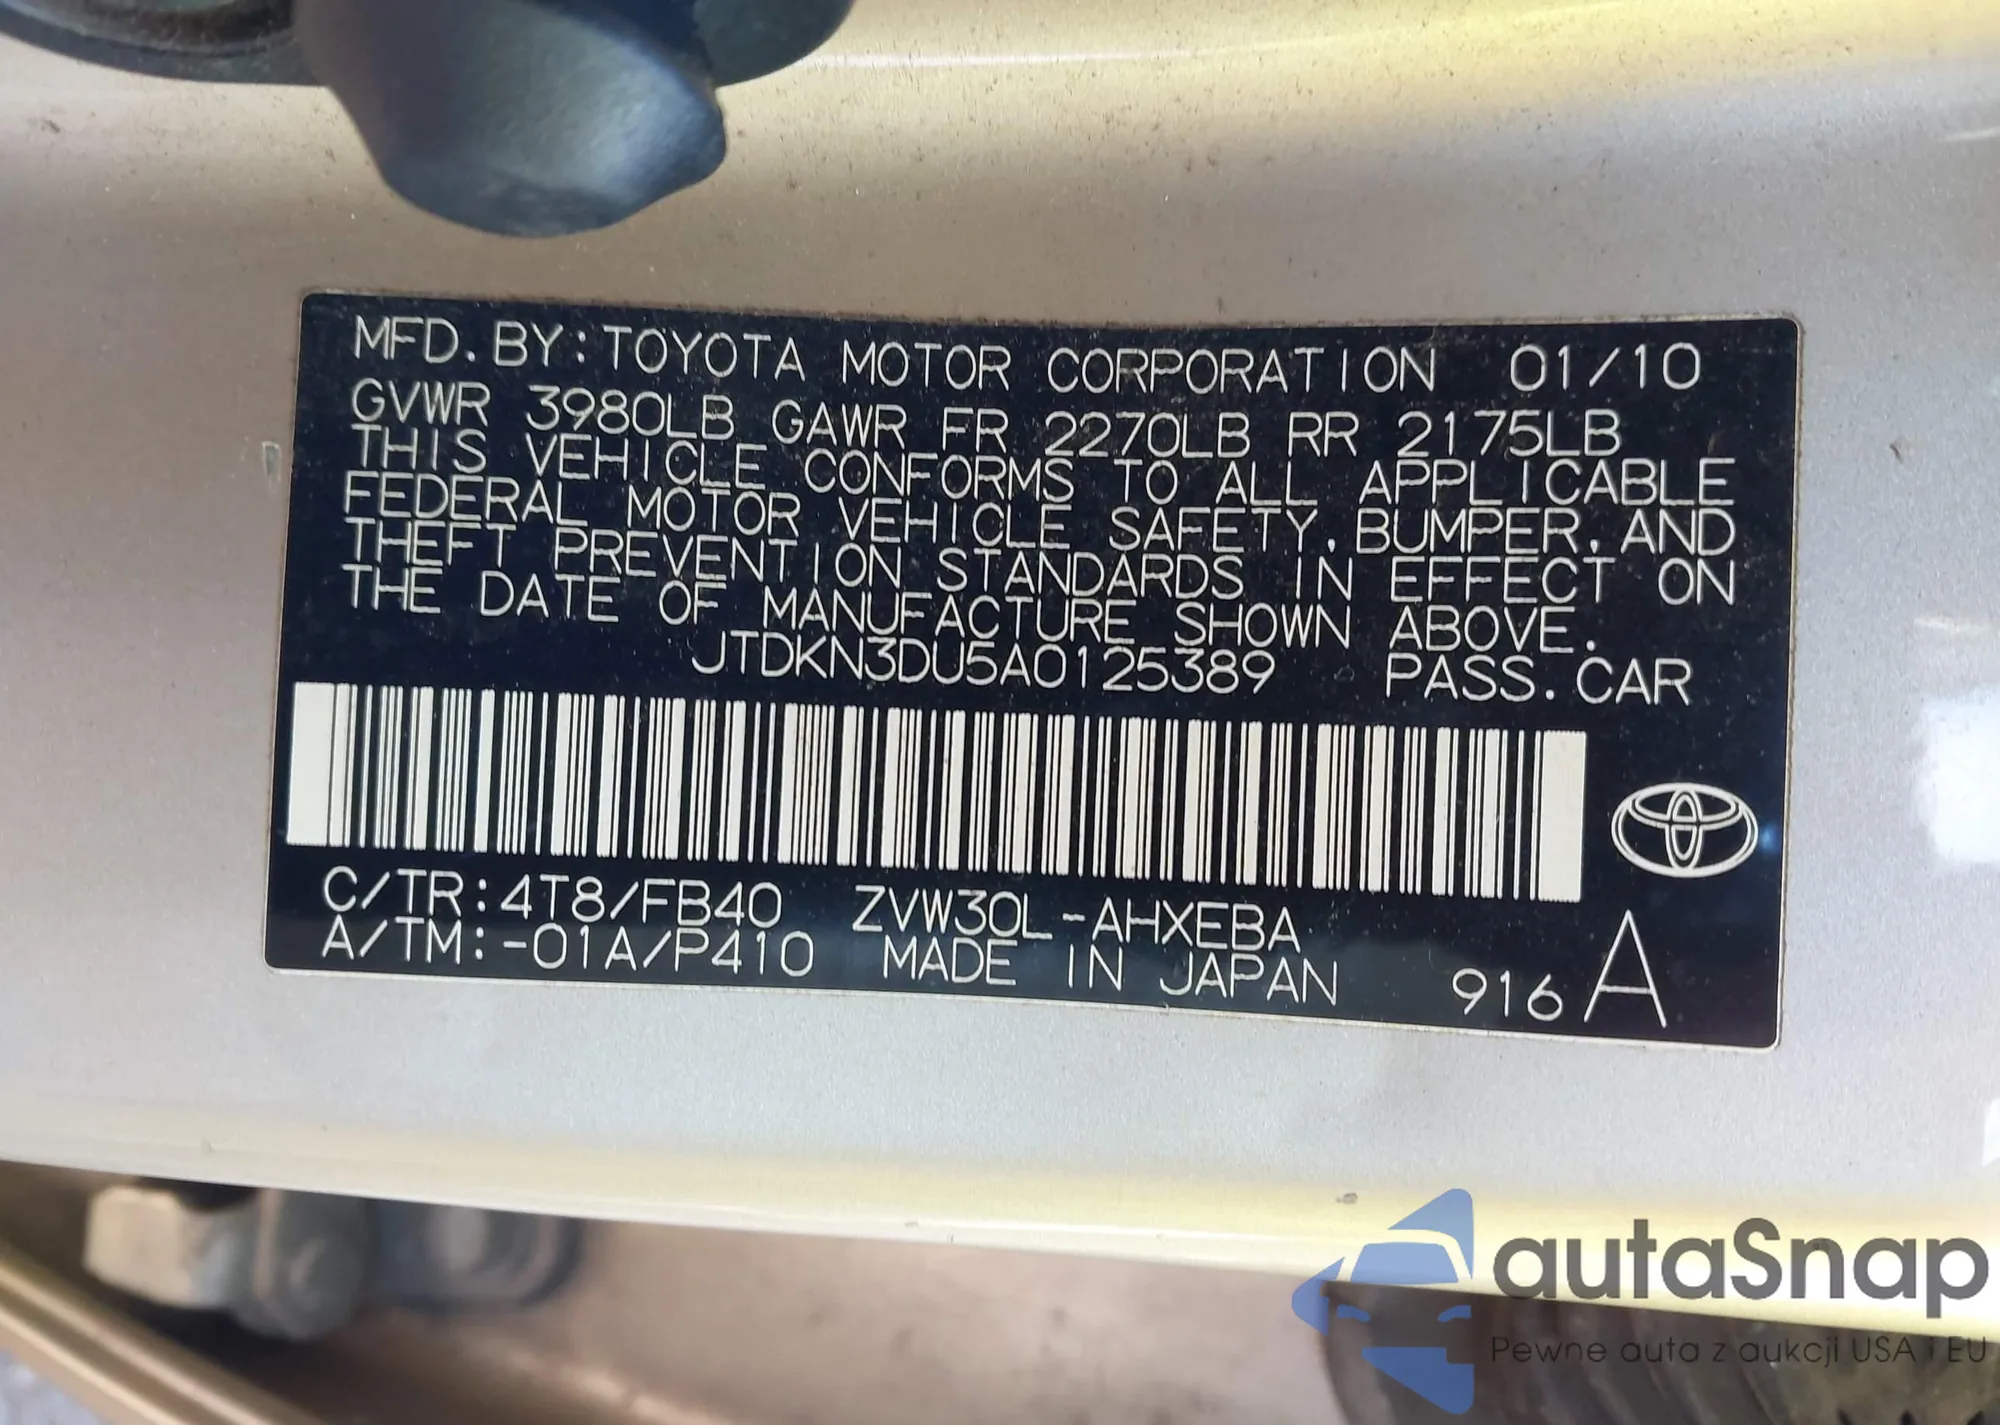 MFD. BY: TOYOTA MOTOR CORPORATION 01/10
GVWR 3980LB GAWR FR 2270LB RR 2175LB
THIS VEHICLE CONFORMS TO ALL APPLICABLE
FEDERAL MOTOR VEHICLE SAFETY, BUMPER, AND
THEFT PREVENTION STANDARDS IN EFFECT ON
THE DATE OF MANUFACTURE SHOWN ABOVE.
JTDKN3DU5A0125389 PASS. CAR
C/TR: 4T8/FB40 ZVW30L-AHXEBA
A/TM: -01A/P410 MADE IN JAPAN 916 A
autaSnap
Pewne auta z aukcji USA i EU